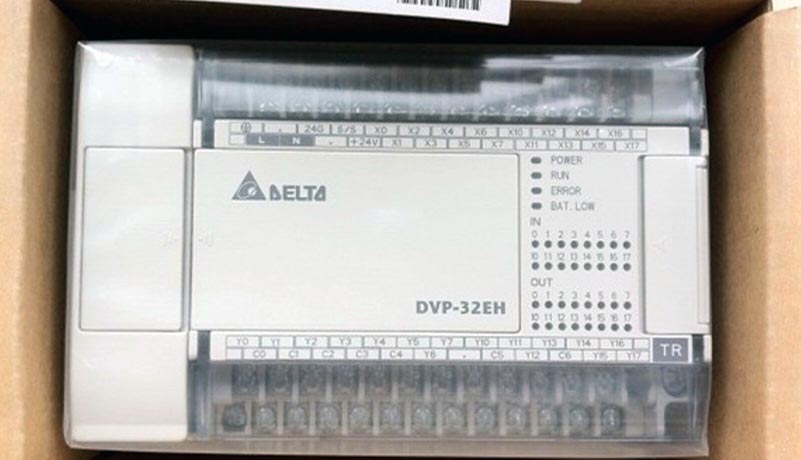 24G S/S X0 X2 X4 X6 X10 X12 X14 X16
L N +24V X1 X3 X5 X7 X11 X13 X15 X17
DELTA
POWER
RUN
ERROR
BAT.LOW
IN
0 1 2 3 4 5 6 7
10 11 12 13 14 15 16 17
OUT
0 1 2 3 4 5 6 7
10 11 12 13 14 15 16 17
DVP-32EH
Y0 Y1 Y2 Y3 Y4 Y5 Y7 Y10 Y11 Y13 Y14 Y16
C0 C1 C2 C3 C4 Y6 C5 Y12 C6 Y15 Y17
TR